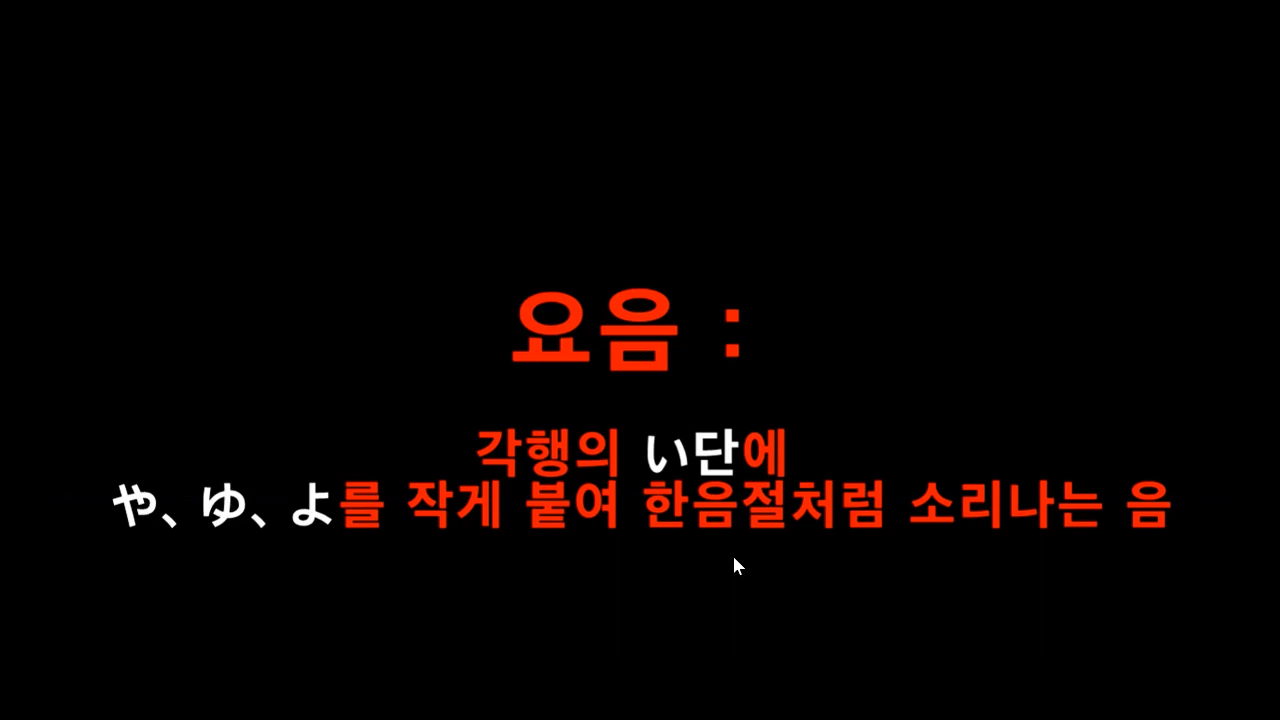 요음 :
각행의 い단에
や、ゆ、よ를 작게 붙여 한음절처럼 소리나는 음